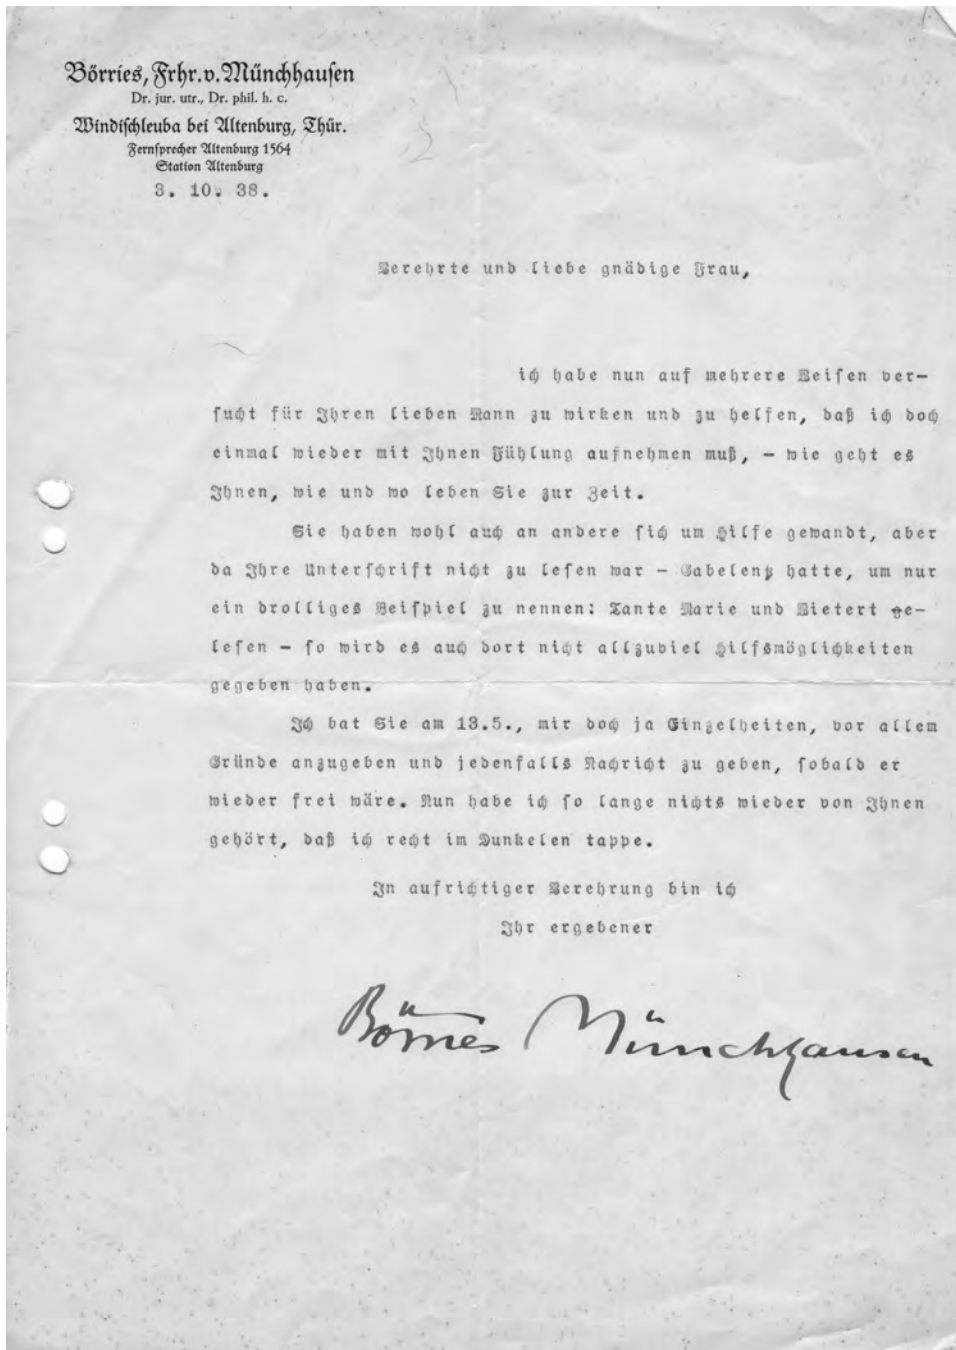 Börries, Frhr. v. Münchhausen
Dr. jur. utr., Dr. phil. h. c.
Windischleuba bei Altenburg, Thür.
Fernsprecher Altenburg 1564
Station Altenburg
3. 10. 38.
Verehrte und liebe gnädige Frau,
ich habe nun auf mehrere Weisen ver-
sucht für Ihren lieben Mann zu wirken und zu helfen, daß ich doch
einmal wieder mit Ihnen Fühlung aufnehmen muß, - wie geht es
Ihnen, wie und wo leben Sie zur Zeit.
Sie haben wohl auch an andere sich um Hilfe gewandt, aber
da Ihre Unterschrift nicht zu lesen war - Gabelentz hatte, um nur
ein drolliges Beispiel zu nennen: Tante Marie und Bietert ge-
lesen - so wird es auch dort nicht allzuviel Hilfsmöglichkeiten
gegeben haben.
Ich bat Sie am 13.5., mir doch ja Einzelheiten, vor allem
Gründe anzugeben und jedenfalls Nachricht zu geben, sobald er
wieder frei wäre. Nun habe ich so lange nichts wieder von Ihnen
gehört, daß ich recht im Dunkelen tappe.
In aufrichtiger Verehrung bin ich
Ihr ergebener
Börries Münchhausen